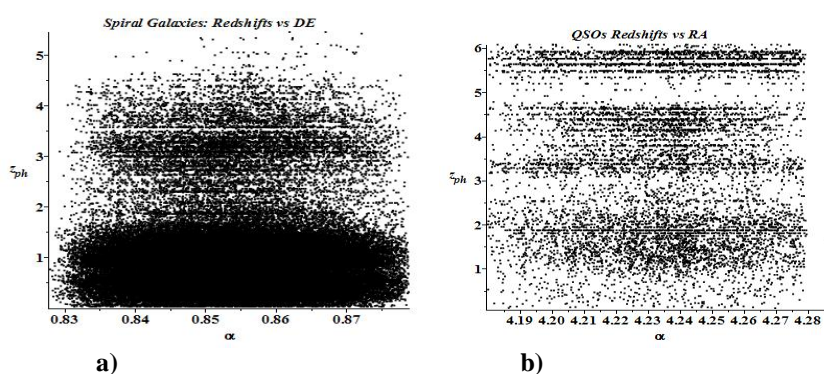 Spiral Galaxies: Redshifts vs DE
5
4
3
z_ph
2
1
0.83 0.84 0.85 0.86 0.87
α
a)
QSOs Redshifts vs RA
6
5
4
z_ph
3
2
1
4.19 4.20 4.21 4.22 4.23 4.24 4.25 4.26 4.27 4.28
α
b)